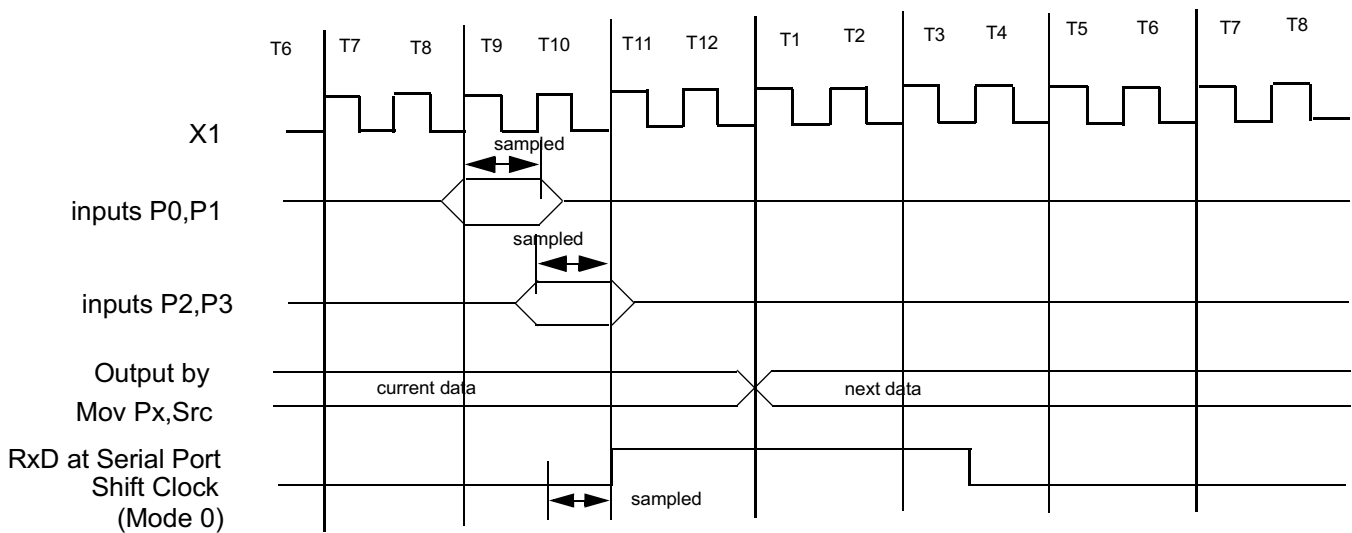 T6 T7 T8 T9 T10 T11 T12 T1 T2 T3 T4 T5 T6 T7 T8
X1
sampled
inputs P0,P1
sampled
inputs P2,P3
Output by
Mov Px,Src
current data
next data
RxD at Serial Port
Shift Clock
(Mode 0)
sampled